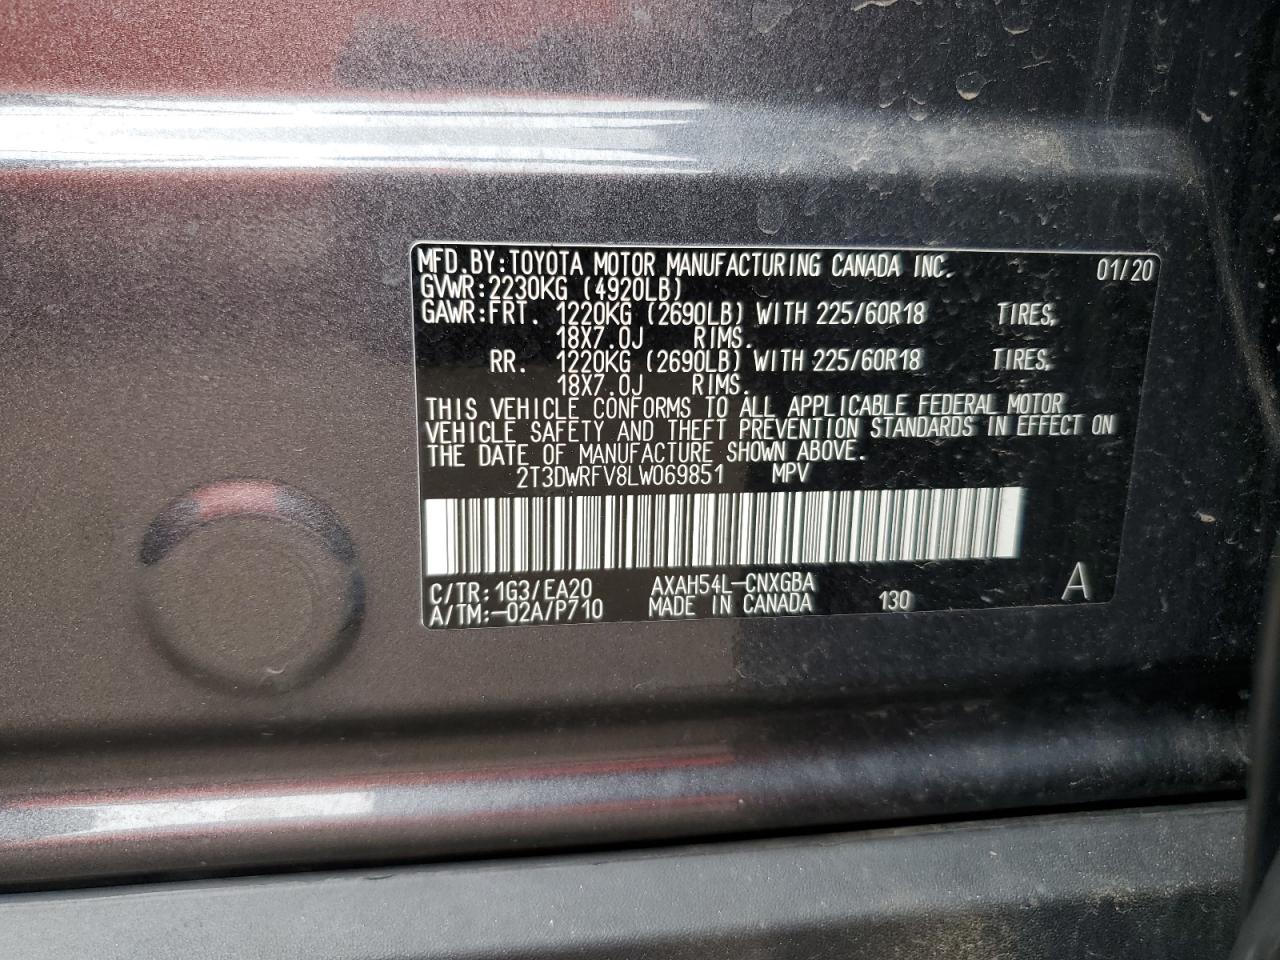 MFD.BY:TOYOTA MOTOR MANUFACTURING CANADA INC. 01/20
GVWR:2230KG (4920LB)
GAWR:FRT. 1220KG (2690LB) WITH 225/60R18 TIRES,
18X7.0J RIMS.
RR. 1220KG (2690LB) WITH 225/60R18 TIRES,
18X7.0J RIMS.
THIS VEHICLE CONFORMS TO ALL APPLICABLE FEDERAL MOTOR
VEHICLE SAFETY AND THEFT PREVENTION STANDARDS IN EFFECT ON
THE DATE OF MANUFACTURE SHOWN ABOVE.
2T3DWRFV8LW069851 MPV
C/TR:1G3/EA20 AXAH54L-CNXGBA A
A/TM:-02A/P710 MADE IN CANADA 130